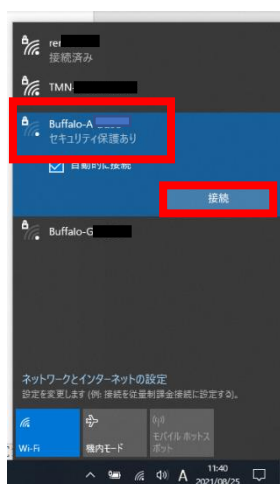 rer
接続済み
TMN-
Buffalo-A
セキュリティ保護あり
自動的に接続
接続
Buffalo-G
ネットワークとインターネットの設定
設定を変更します (例: 接続を従量制課金接続に設定する)。
Wi-Fi
機内モード
モバイル ホットス
ポット
A
11:40
2021/08/25